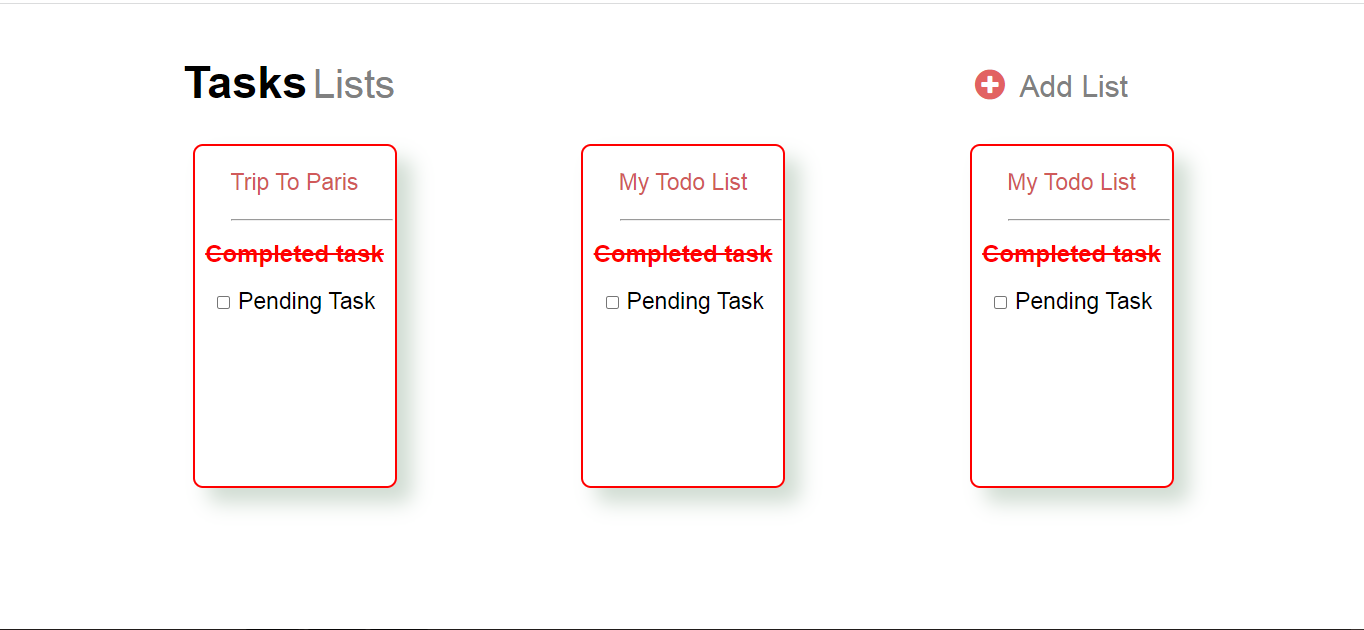 Tasks Lists
Add List
Trip To Paris
Completed task
Pending Task
My Todo List
Completed task
Pending Task
My Todo List
Completed task
Pending Task